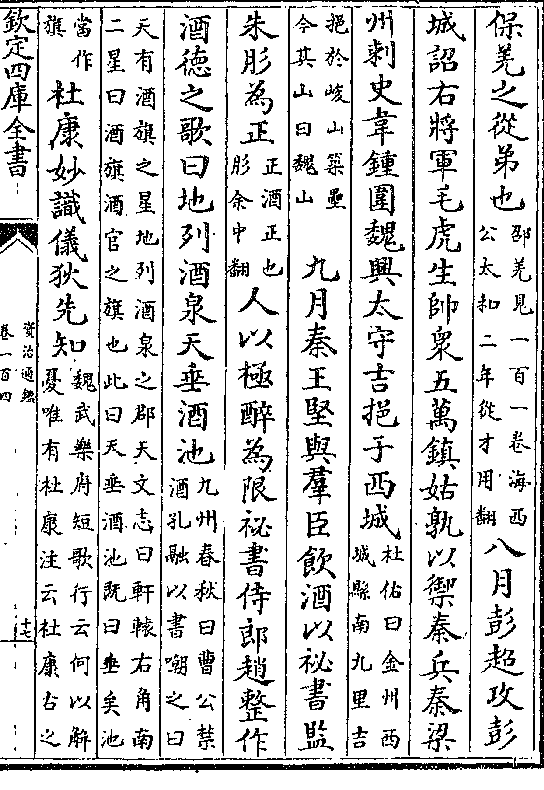 保羌之從弟也邵羌見一百一卷海西
公太和二年從才用翻八月彭超攻彭
城詔右將軍毛虎生帥衆五萬鎮姑孰以禦秦兵秦梁
州刺史韋鍾圍魏興太守吉挹于西城杜佑曰金州西
城縣南九里吉
挹於峻山築壘
今其山曰魏山九月秦王堅與羣臣飲酒以祕書監
朱肜為正正酒正也
肜余中翻人以極醉為限祕書侍郎趙整作
酒德之歌曰地列酒泉天垂酒池九州春秋曰曹公禁
酒孔融以書嘲之曰
天有酒旗之星地列酒泉之郡天文志曰軒轅右角南
二星曰酒旗酒官之旗也此曰天垂酒池既曰垂矣池
當作
旗杜康妙識儀狄先知魏武樂府短歌行云何以解
憂唯有杜康注云杜康古之
欽定四庫全書
資治通鑑
卷一百四
十七